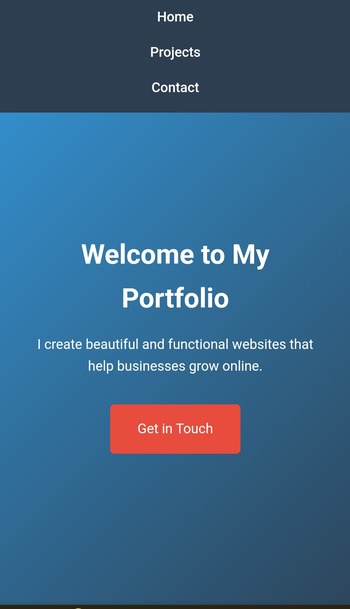 Home
Projects
Contact
Welcome to My
Portfolio
I create beautiful and functional websites that
help businesses grow online.
Get in Touch